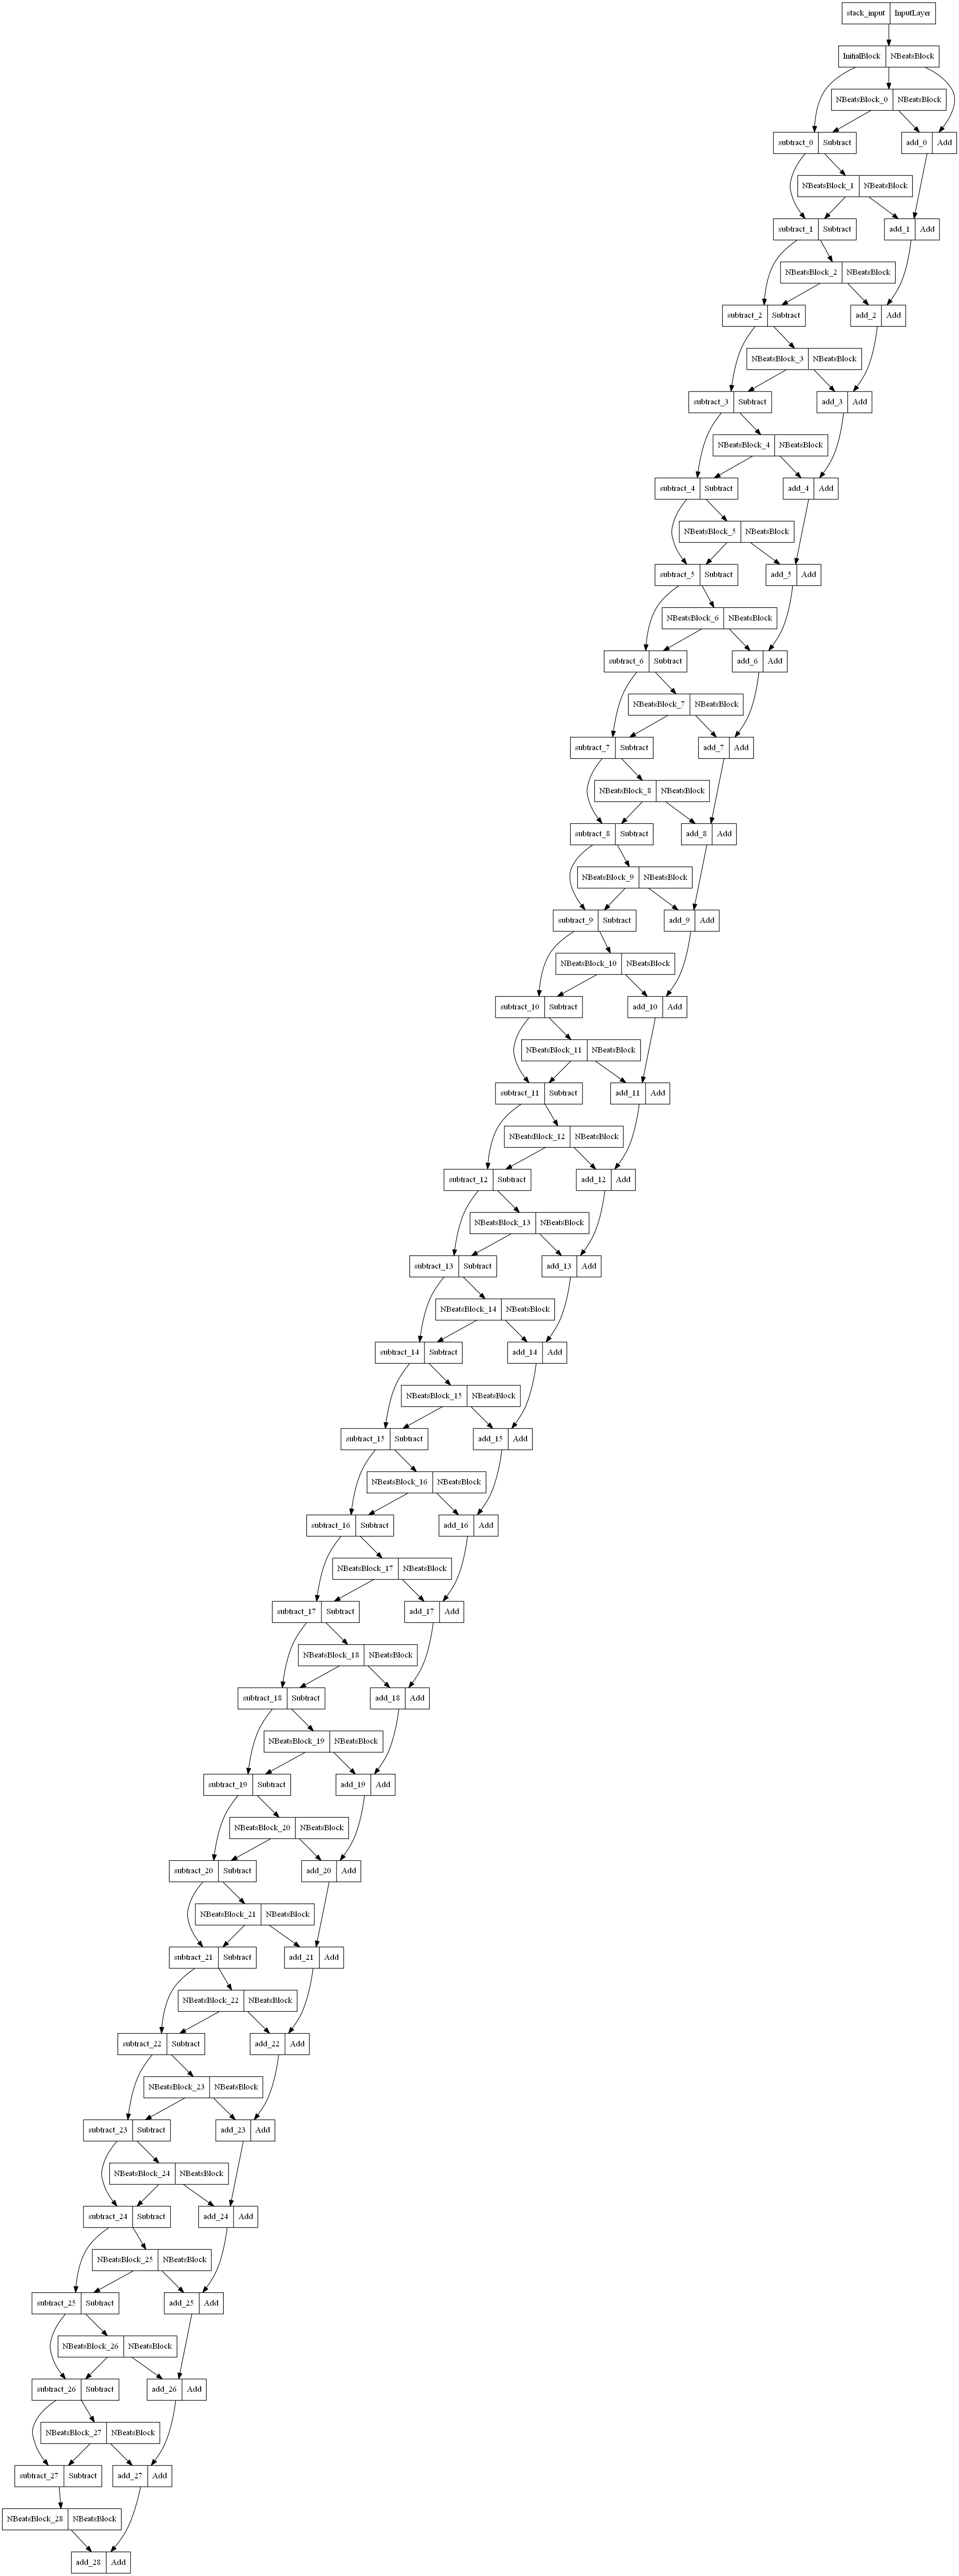 stack_input InputLayer
InitialBlock NBeatsBlock
NBeatsBlock_0 NBeatsBlock
subtract_0 Subtract add_0 Add
NBeatsBlock_1 NBeatsBlock
subtract_1 Subtract add_1 Add
NBeatsBlock_2 NBeatsBlock
subtract_2 Subtract add_2 Add
NBeatsBlock_3 NBeatsBlock
subtract_3 Subtract add_3 Add
NBeatsBlock_4 NBeatsBlock
subtract_4 Subtract add_4 Add
NBeatsBlock_5 NBeatsBlock
subtract_5 Subtract add_5 Add
NBeatsBlock_6 NBeatsBlock
subtract_6 Subtract add_6 Add
NBeatsBlock_7 NBeatsBlock
subtract_7 Subtract add_7 Add
NBeatsBlock_8 NBeatsBlock
subtract_8 Subtract add_8 Add
NBeatsBlock_9 NBeatsBlock
subtract_9 Subtract add_9 Add
NBeatsBlock_10 NBeatsBlock
subtract_10 Subtract add_10 Add
NBeatsBlock_11 NBeatsBlock
subtract_11 Subtract add_11 Add
NBeatsBlock_12 NBeatsBlock
subtract_12 Subtract add_12 Add
NBeatsBlock_13 NBeatsBlock
subtract_13 Subtract add_13 Add
NBeatsBlock_14 NBeatsBlock
subtract_14 Subtract add_14 Add
NBeatsBlock_15 NBeatsBlock
subtract_15 Subtract add_15 Add
NBeatsBlock_16 NBeatsBlock
subtract_16 Subtract add_16 Add
NBeatsBlock_17 NBeatsBlock
subtract_17 Subtract add_17 Add
NBeatsBlock_18 NBeatsBlock
subtract_18 Subtract add_18 Add
NBeatsBlock_19 NBeatsBlock
subtract_19 Subtract add_19 Add
NBeatsBlock_20 NBeatsBlock
subtract_20 Subtract add_20 Add
NBeatsBlock_21 NBeatsBlock
subtract_21 Subtract add_21 Add
NBeatsBlock_22 NBeatsBlock
subtract_22 Subtract add_22 Add
NBeatsBlock_23 NBeatsBlock
subtract_23 Subtract add_23 Add
NBeatsBlock_24 NBeatsBlock
subtract_24 Subtract add_24 Add
NBeatsBlock_25 NBeatsBlock
subtract_25 Subtract add_25 Add
NBeatsBlock_26 NBeatsBlock
subtract_26 Subtract add_26 Add
NBeatsBlock_27 NBeatsBlock
subtract_27 Subtract add_27 Add
NBeatsBlock_28 NBeatsBlock
add_28 Add